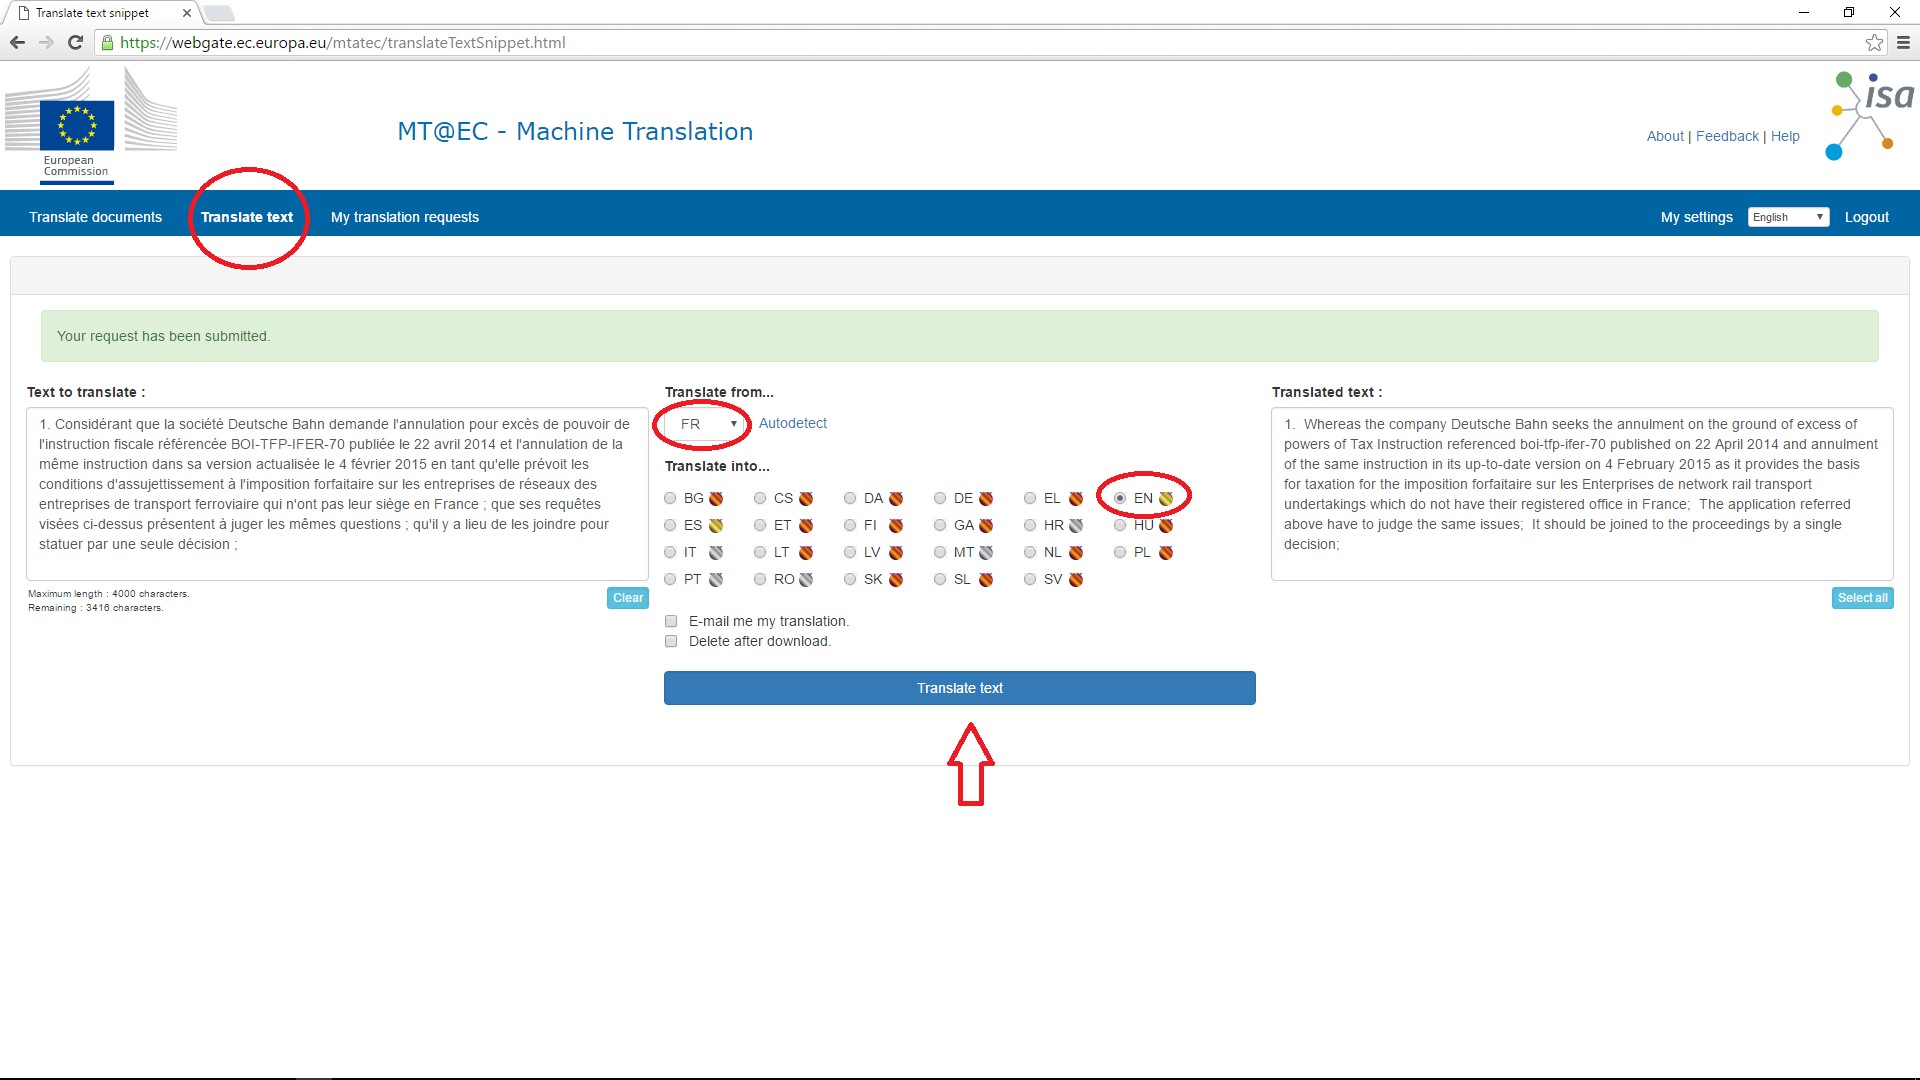 Translate text snippet
https://webgate.ec.europa.eu/mtatec/translateTextSnippet.html
European
Commission
MT@EC - Machine Translation
About | Feedback | Help
isa
Translate documents
Translate text
My translation requests
My settings
English
Logout
Your request has been submitted.
Text to translate :
1. Considérant que la société Deutsche Bahn demande l'annulation pour excès de pouvoir de
l'instruction fiscale référencée BOI-TFP-IFER-70 publiée le 22 avril 2014 et l'annulation de la
même instruction dans sa version actualisée le 4 février 2015 en tant qu'elle prévoit les
conditions d'assujettissement à l'imposition forfaitaire sur les entreprises de réseaux des
entreprises de transport ferroviaire qui n'ont pas leur siège en France ; que ses requêtes
visées ci-dessus présentent à juger les mêmes questions ; qu'il y a lieu de les joindre pour
statuer par une seule décision ;
Maximum length : 4000 characters.
Remaining : 3416 characters.
Clear
Translate from...
FR
Autodetect
Translate into...
BG CS DA DE EL EN
ES ET FI GA HR HU
IT LT LV MT NL PL
PT RO SK SL SV
E-mail me my translation.
Delete after download.
Translate text
Translated text :
1. Whereas the company Deutsche Bahn seeks the annulment on the ground of excess of
powers of Tax Instruction referenced boi-tfp-ifer-70 published on 22 April 2014 and annulment
of the same instruction in its up-to-date version on 4 February 2015 as it provides the basis
for taxation for the imposition forfaitaire sur les Enterprises de network rail transport
undertakings which do not have their registered office in France; The application referred
above have to judge the same issues; It should be joined to the proceedings by a single
decision;
Select all